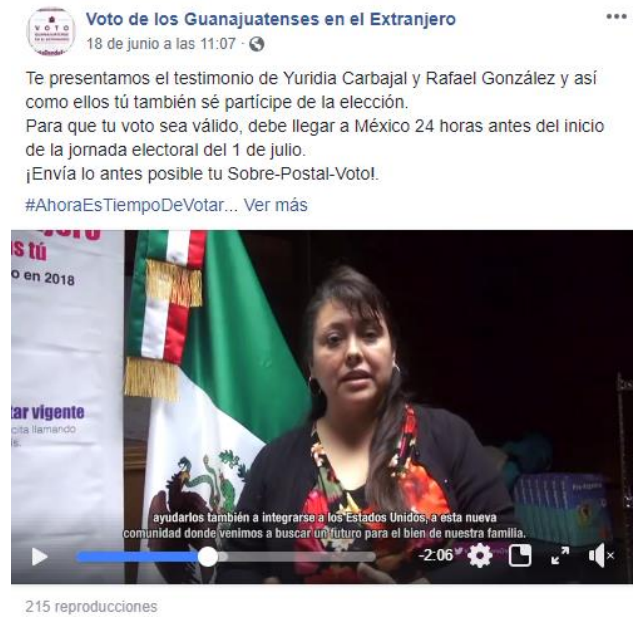 VOTO
Voto de los Guanajuatenses en el Extranjero
18 de junio a las 11:07
Te presentamos el testimonio de Yuridia Carbajal y Rafael González y así
como ellos tú también sé partícipe de la elección.
Para que tu voto sea válido, debe llegar a México 24 horas antes del inicio
de la jornada electoral del 1 de julio.
¡Envía lo antes posible tu Sobre-Postal-Voto!.
#AhoraEsTiempoDeVotar... Ver más
s tú
o en 2018
ar vigente
cita llamando
ayudarlos también a integrarse a los Estados Unidos, a esta nueva
comunidad donde venimos a buscar un futuro para el bien de nuestra familia.
-2:06
215 reproducciones